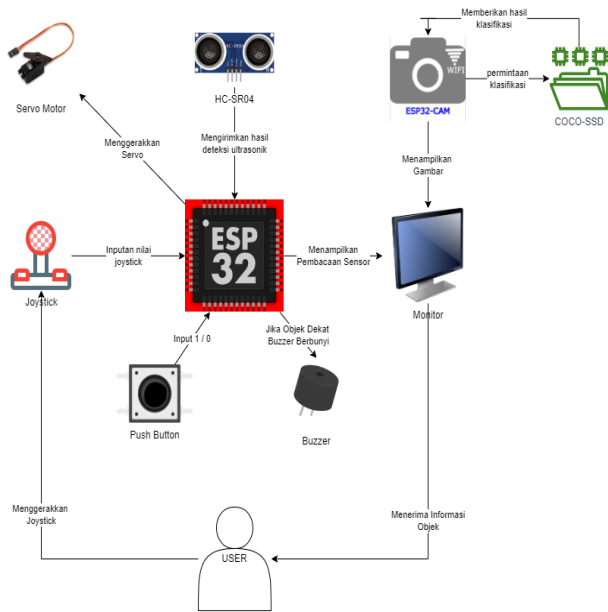 Memberikan hasil
klasifikasi
WIFI
permintaan
klasifikasi
ESP32-CAM
COCO-SSD
HC-SR04
HC-SR04
Servo Motor
Mengirimkan hasil
deteksi ultrasonik
Menggerakkan
Servo
Menampilkan
Gambar
ESP
32
Inputan nilai
joystick
Menampilkan
Pembacaan Sensor
Joystick
Monitor
Input 1 / 0
Jika Objek Dekat
Buzzer Berbunyi
Push Button
Buzzer
Menggerakkan
Joystick
Menerima Informasi
Objek
USER